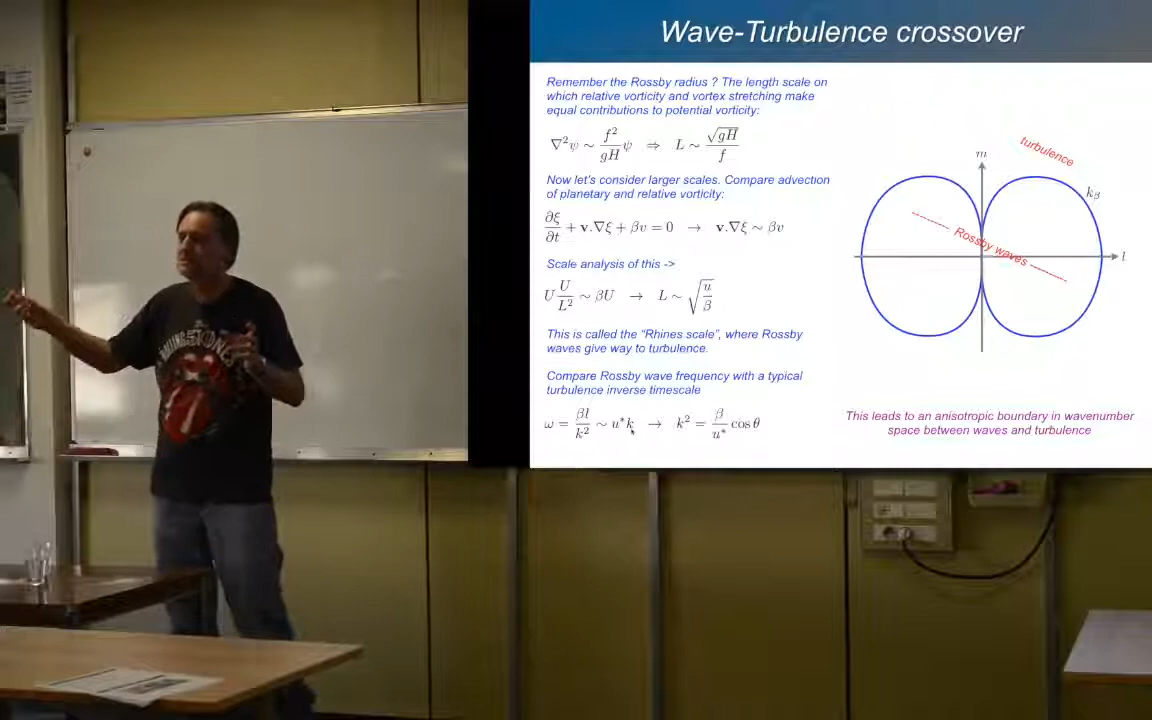 Wave-Turbulence crossover
Remember the Rossby radius ? The length scale on
which relative vorticity and vortex stretching make
equal contributions to potential vorticity:
∇²ψ ∼ f²/gH ψ ⇒ L ∼ √gH/f
Now let's consider larger scales. Compare advection
of planetary and relative vorticity:
∂ξ/∂t + v.∇ξ + βv = 0 → v.∇ξ ∼ βv
Scale analysis of this ->
U U/L² ∼ βU → L ∼ √(u/β)
This is called the “Rhines scale”, where Rossby
waves give way to turbulence.
Compare Rossby wave frequency with a typical
turbulence inverse timescale
ω = βl/k² ∼ u*k → k² = β/u* cos θ
turbulence
m
kβ
Rossby waves
l
This leads to an anisotropic boundary in wavenumber
space between waves and turbulence